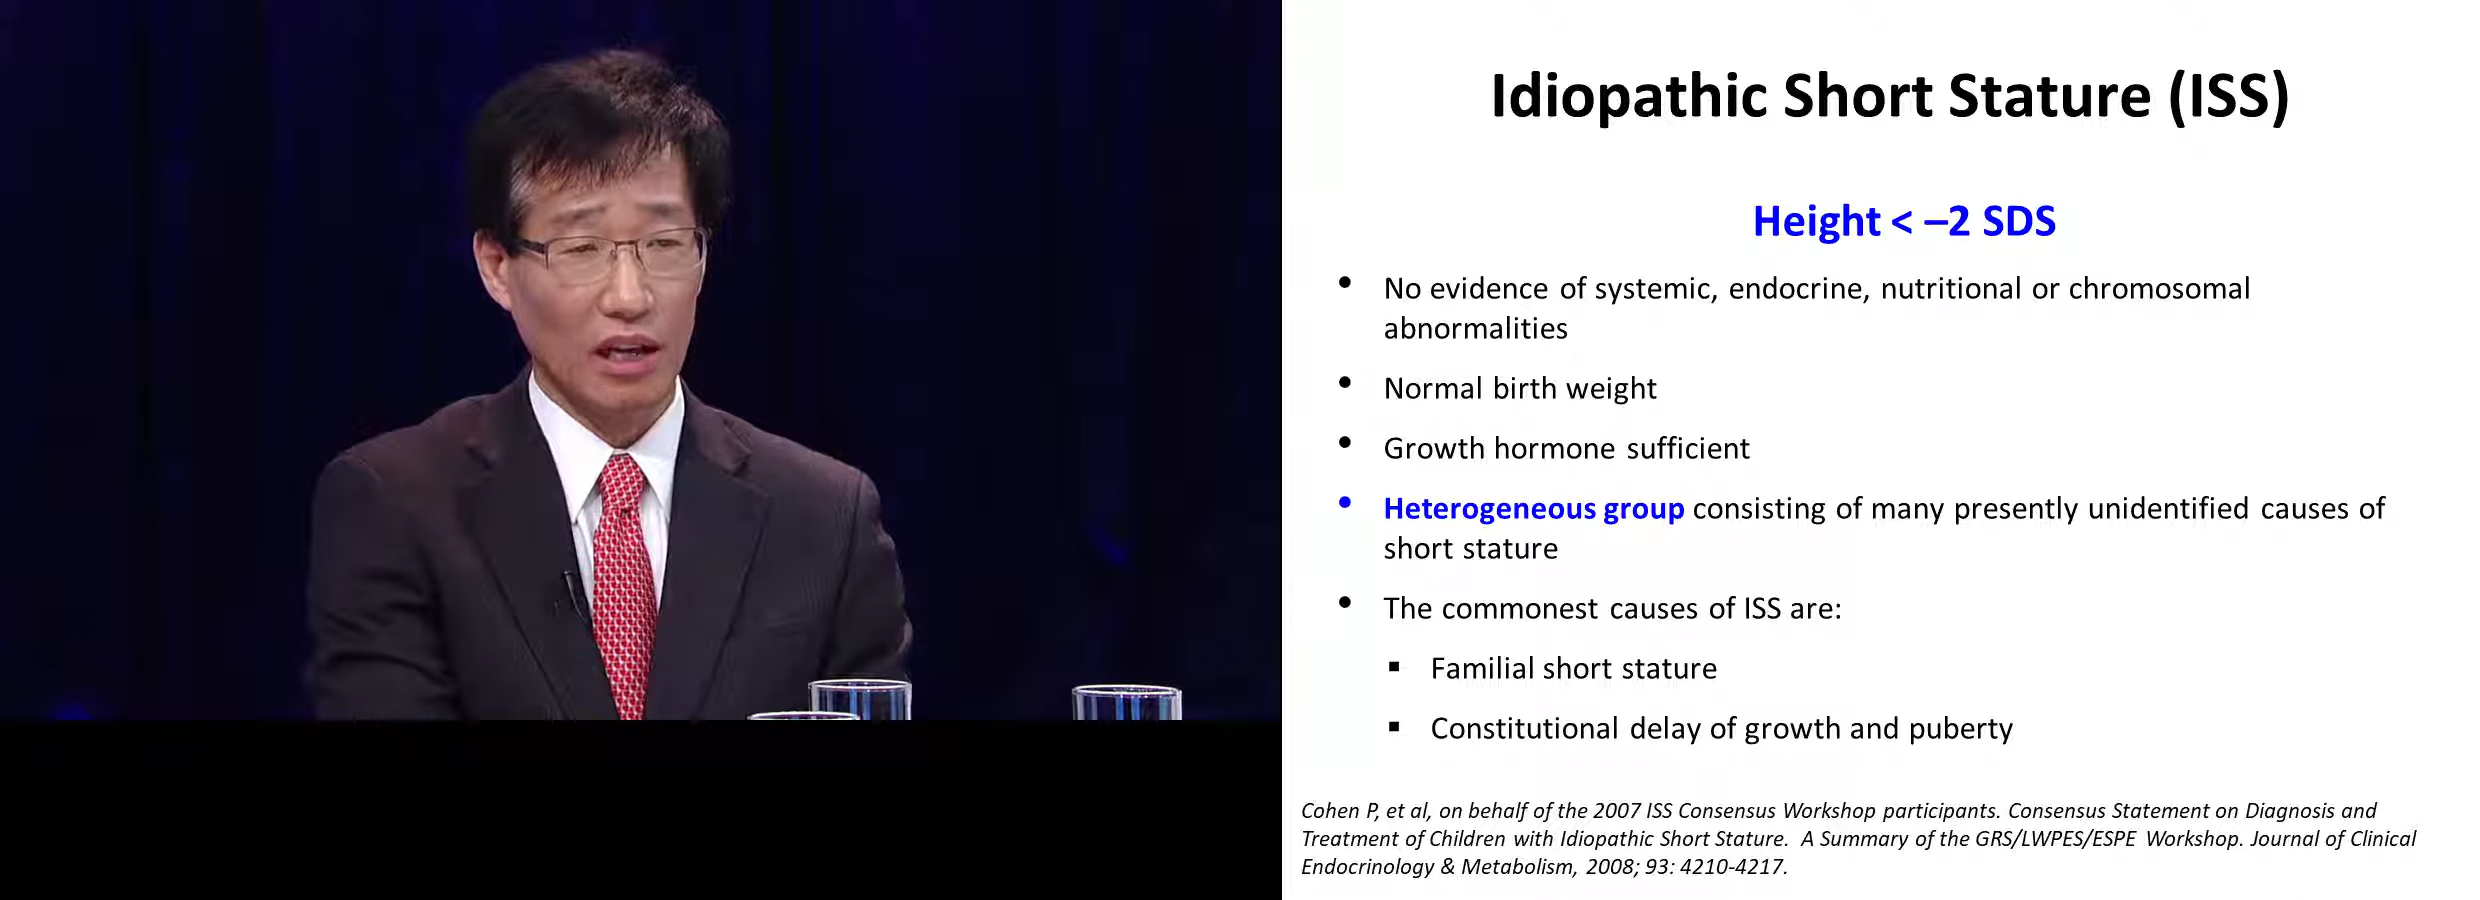 Idiopathic Short Stature (ISS)
Height < –2 SDS
• No evidence of systemic, endocrine, nutritional or chromosomal
abnormalities
• Normal birth weight
• Growth hormone sufficient
• Heterogeneous group consisting of many presently unidentified causes of
short stature
• The commonest causes of ISS are:
▪ Familial short stature
▪ Constitutional delay of growth and puberty
Cohen P, et al, on behalf of the 2007 ISS Consensus Workshop participants. Consensus Statement on Diagnosis and
Treatment of Children with Idiopathic Short Stature.  A Summary of the GRS/LWPES/ESPE Workshop. Journal of Clinical
Endocrinology & Metabolism, 2008; 93: 4210-4217.